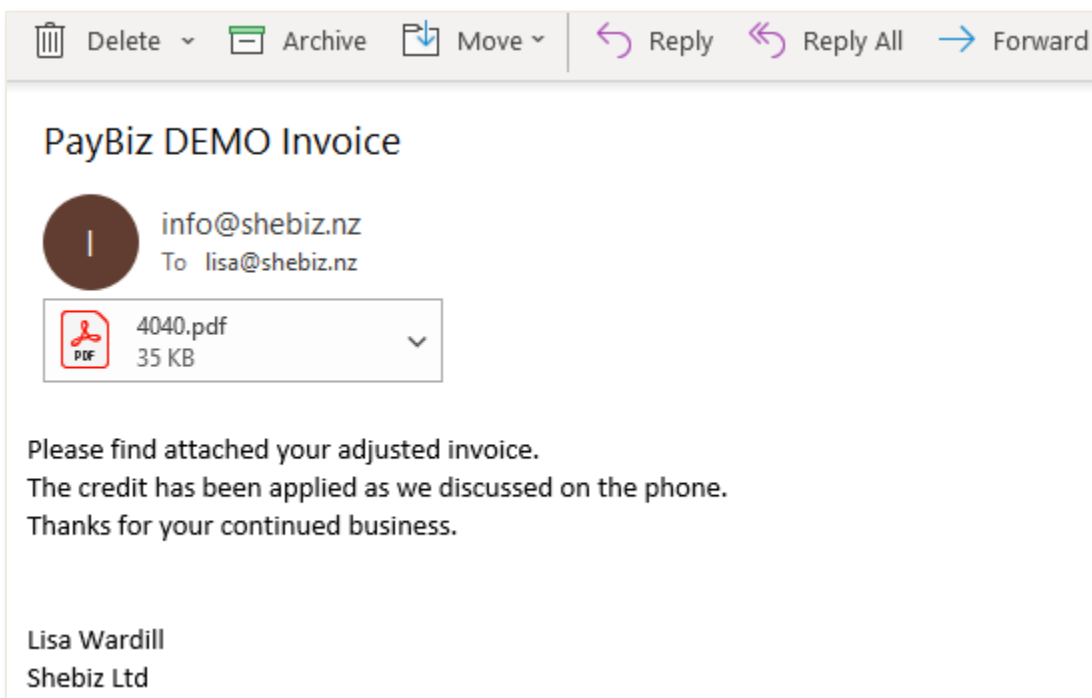 Delete Archive Move Reply Reply All Forward
PayBiz DEMO Invoice
I
info@shebiz.nz
To lisa@shebiz.nz
PDF
4040.pdf
35 KB
Please find attached your adjusted invoice.
The credit has been applied as we discussed on the phone.
Thanks for your continued business.
Lisa Wardill
Shebiz Ltd